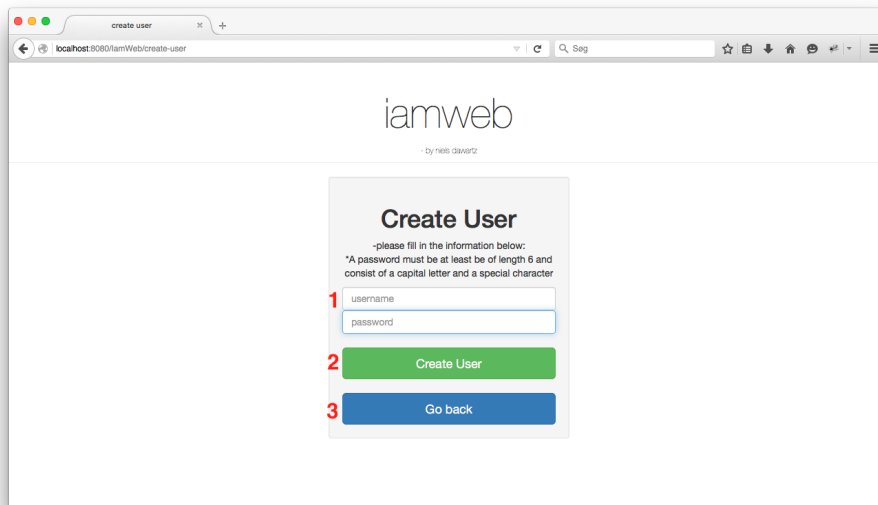 create user
localhost:8080/IamWeb/create-user
Søg
iamweb
- by niels dawartz
Create User
-please fill in the information below:
*A password must be at least be of length 6 and
consist of a capital letter and a special character
1
username
password
2
Create User
3
Go back